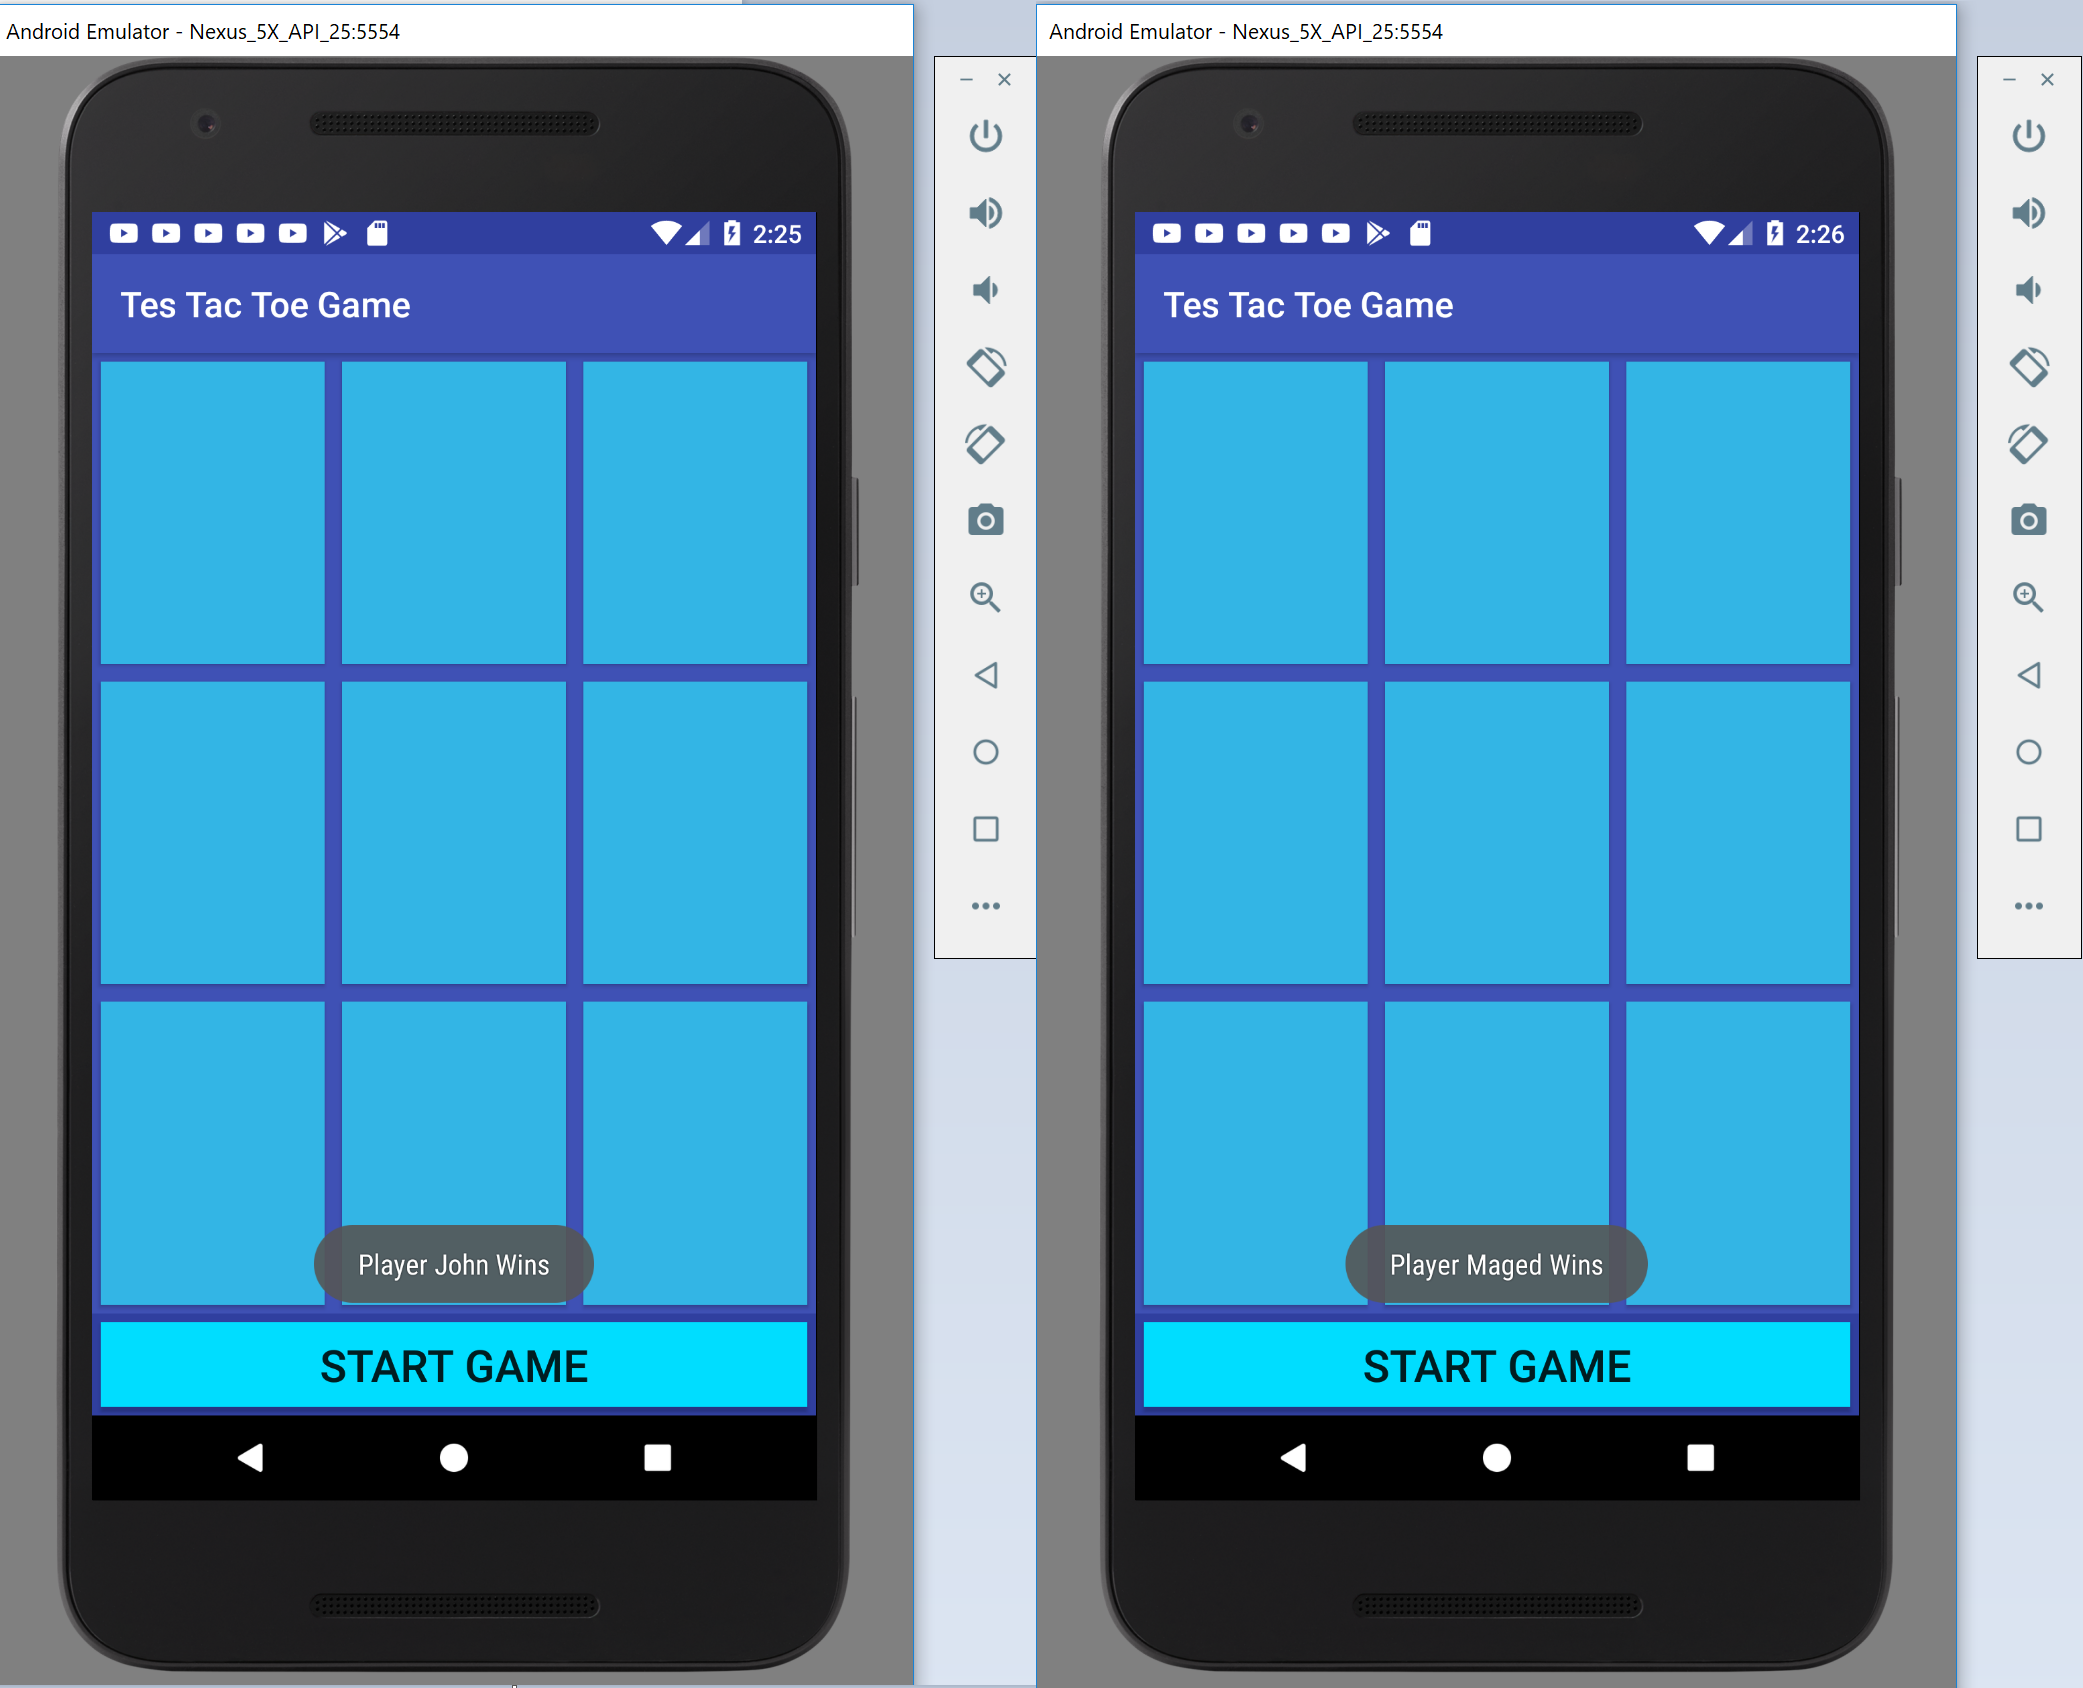 Android Emulator - Nexus_5X_API_25:5554
2:25
Tes Tac Toe Game
Player John Wins
START GAME
Android Emulator - Nexus_5X_API_25:5554
2:26
Tes Tac Toe Game
Player Maged Wins
START GAME